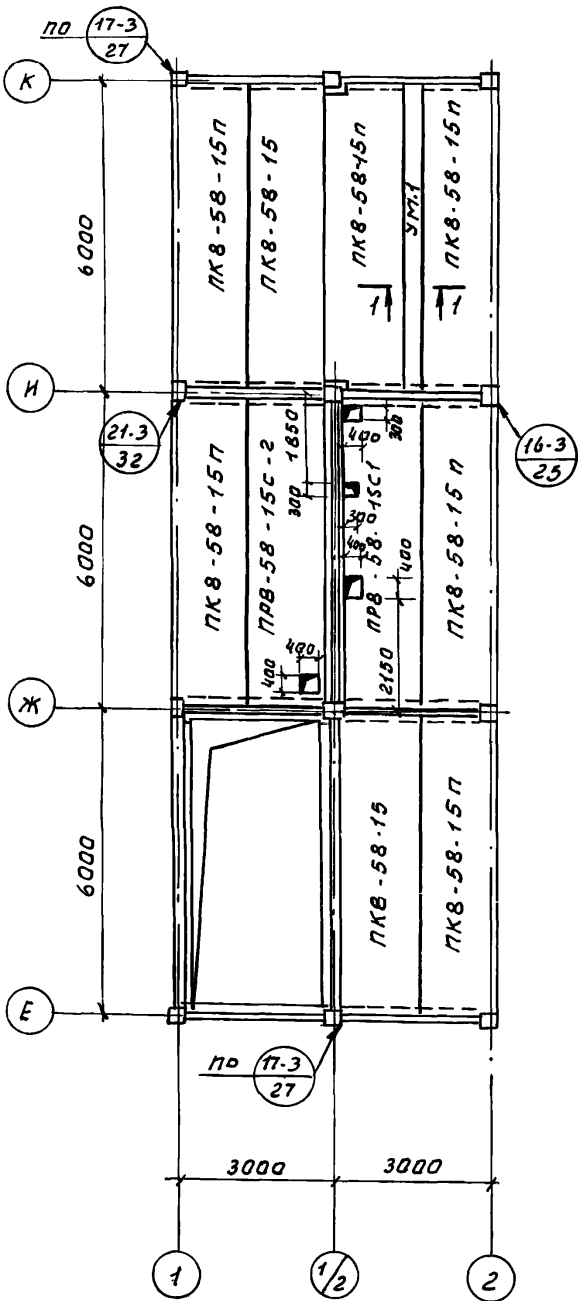 по 17-3
27
К
ПК8-58-15П
ПК8-58-15
ПК8-58-15П
УМ.1
ПК8-58-15П
1 1
6000
И
21-3
32
16-3
25
6000
ПК8-58-15П
ПР8-58-15С-2
1850
300
400
300
300
400
ПР8-58-15С1
400
2150
ПК8-58-15П
400
400
Ж
6000
ПК8-58-15
ПК8-58-15П
Е
по 17-3
27
3000 3000
1 1/2 2